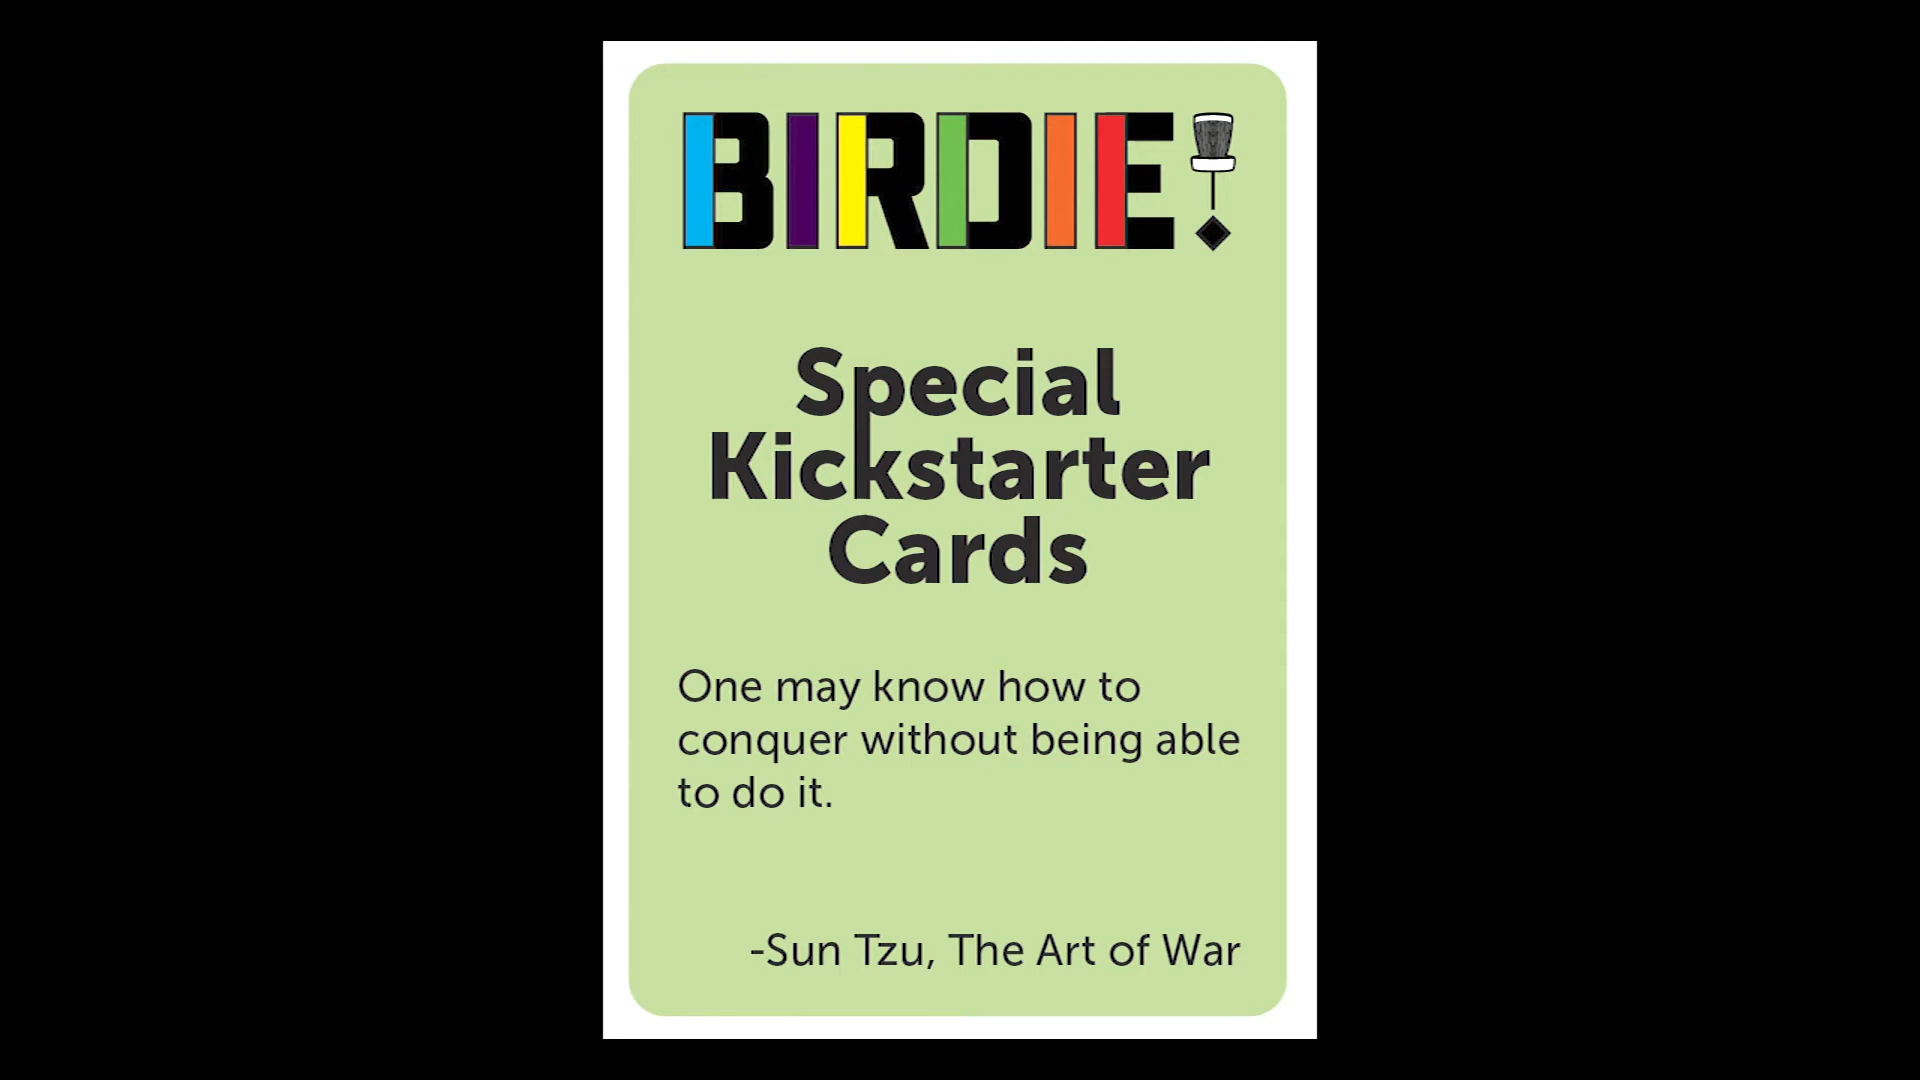 BIRDIE!
Special
Kickstarter
Cards
One may know how to
conquer without being able
to do it.
-Sun Tzu, The Art of War